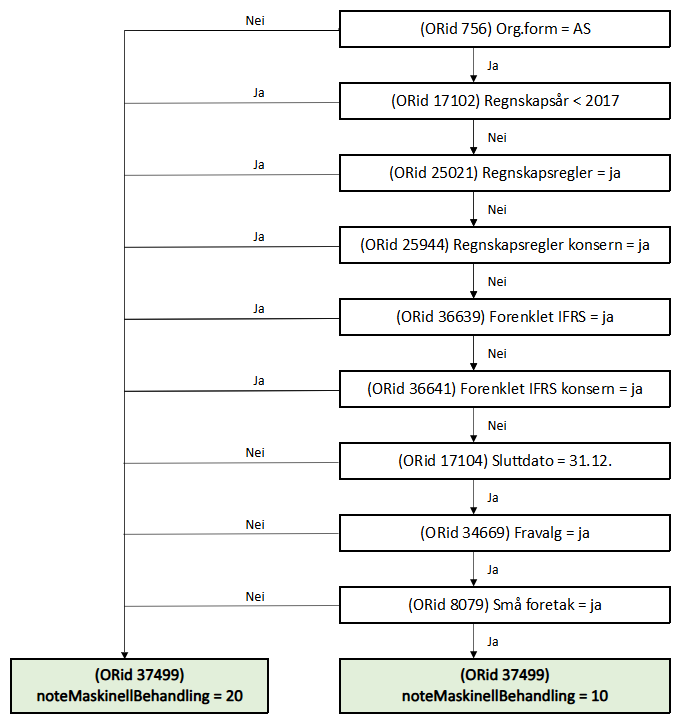 Nei
(ORid 756) Org.form = AS
Ja
Ja
(ORid 17102) Regnskapsår < 2017
Nei
Ja
(ORid 25021) Regnskapsregler = ja
Nei
Ja
(ORid 25944) Regnskapsregler konsern = ja
Nei
Ja
(ORid 36639) Forenklet IFRS = ja
Nei
Ja
(ORid 36641) Forenklet IFRS konsern = ja
Nei
Nei
(ORid 17104) Sluttdato = 31.12.
Ja
Nei
(ORid 34669) Fravalg = ja
Ja
Nei
(ORid 8079) Små foretak = ja
Ja
(ORid 37499)
noteMaskinellBehandling = 20
(ORid 37499)
noteMaskinellBehandling = 10